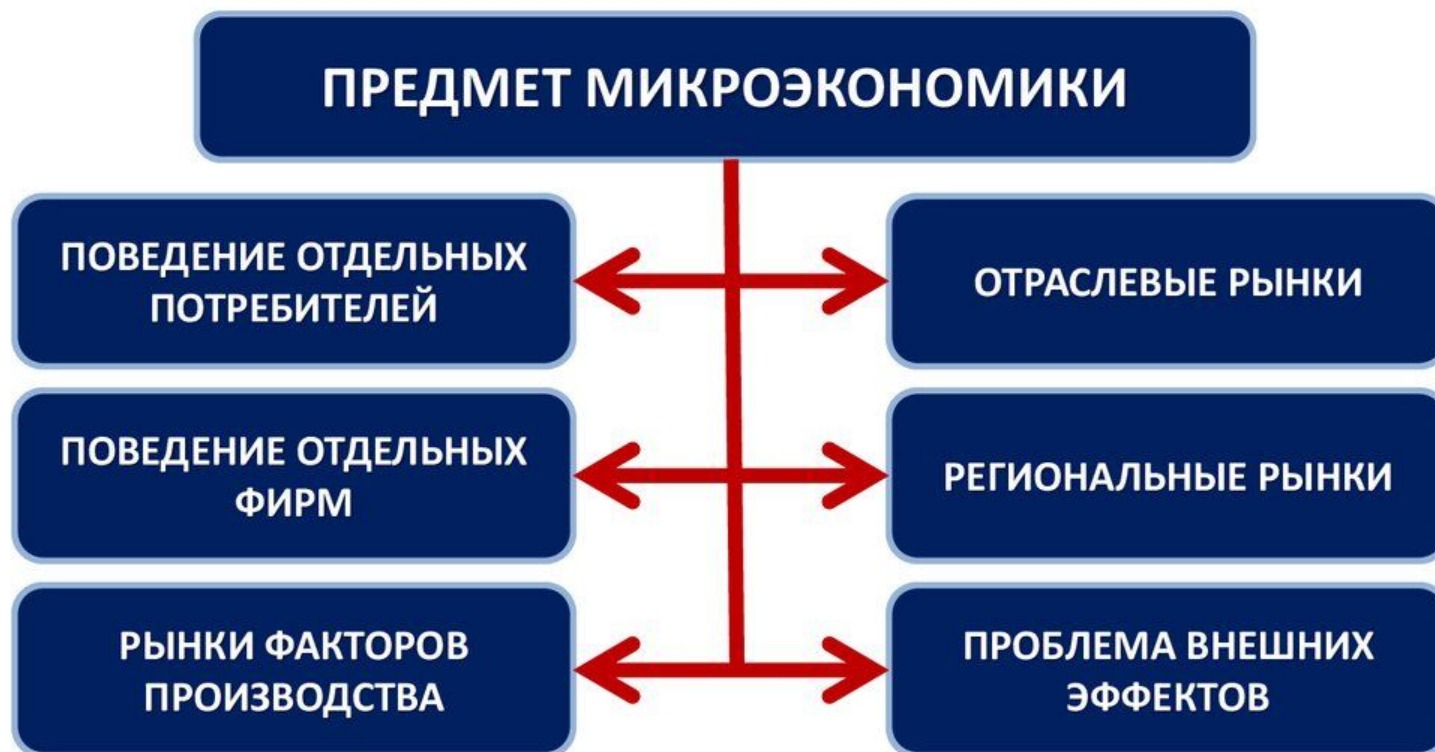 ПРЕДМЕТ МИКРОЭКОНОМИКИ
ПОВЕДЕНИЕ ОТДЕЛЬНЫХ
ПОТРЕБИТЕЛЕЙ
ОТРАСЛЕВЫЕ РЫНКИ
ПОВЕДЕНИЕ ОТДЕЛЬНЫХ
ФИРМ
РЕГИОНАЛЬНЫЕ РЫНКИ
РЫНКИ ФАКТОРОВ
ПРОИЗВОДСТВА
ПРОБЛЕМА ВНЕШНИХ
ЭФФЕКТОВ